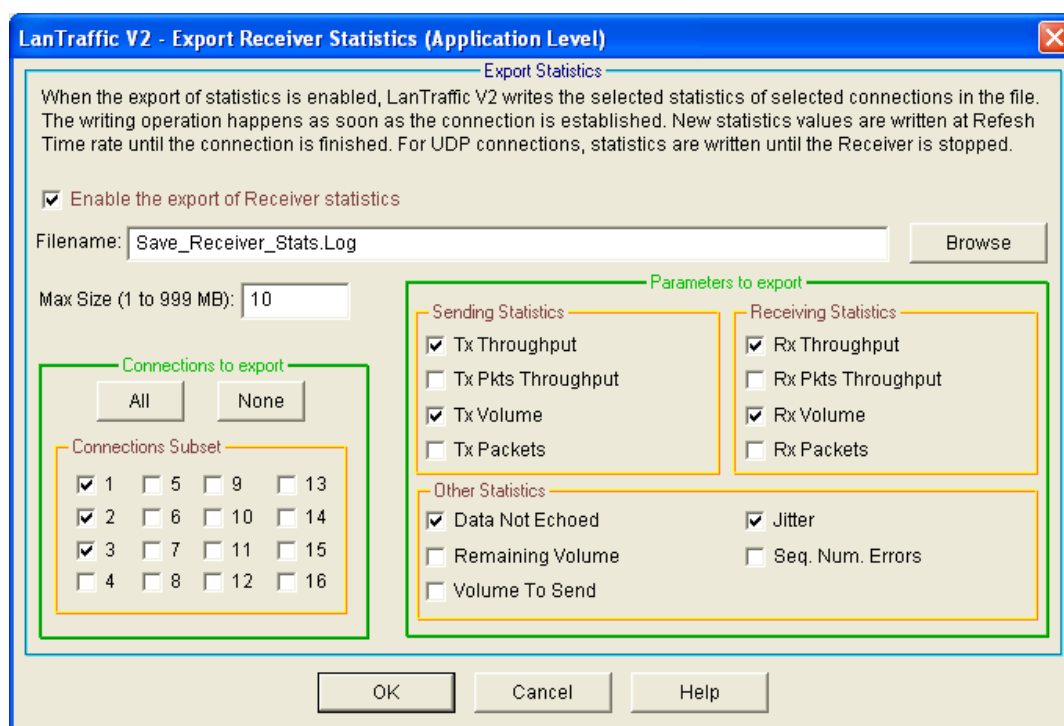 LanTraffic V2 - Export Receiver Statistics (Application Level)
Export Statistics
When the export of statistics is enabled, LanTraffic V2 writes the selected statistics of selected connections in the file.
The writing operation happens as soon as the connection is established. New statistics values are written at Refesh
Time rate until the connection is finished. For UDP connections, statistics are written until the Receiver is stopped.
Enable the export of Receiver statistics
Filename: Save_Receiver_Stats.Log Browse
Max Size (1 to 999 MB): 10
Connections to export
All None
Connections Subset
1 5 9 13
2 6 10 14
3 7 11 15
4 8 12 16
Parameters to export
Sending Statistics
Tx Throughput
Tx Pkts Throughput
Tx Volume
Tx Packets
Receiving Statistics
Rx Throughput
Rx Pkts Throughput
Rx Volume
Rx Packets
Other Statistics
Data Not Echoed Jitter
Remaining Volume Seq. Num. Errors
Volume To Send
OK Cancel Help